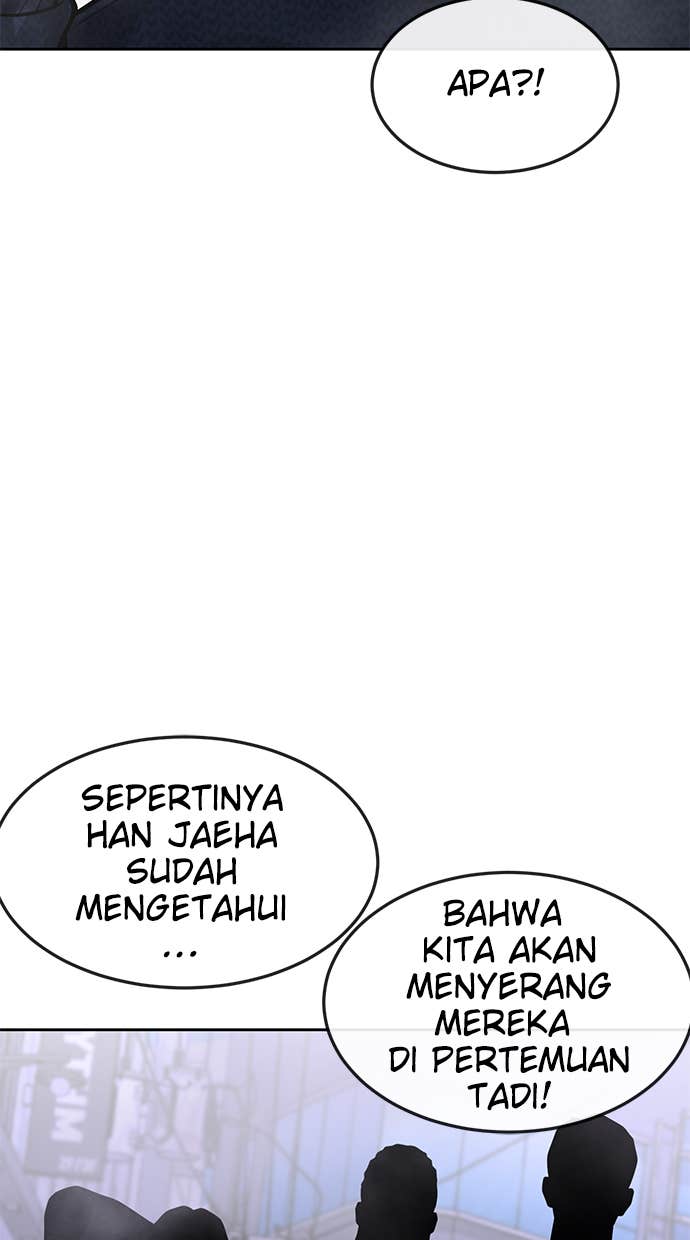 APA?!
SEPERTINYA
HAN JAEHA
SUDAH
MENGETAHUI
...
BAHWA
KITA AKAN
MENYERANG
MEREKA
DI PERTEMUAN
TADI!